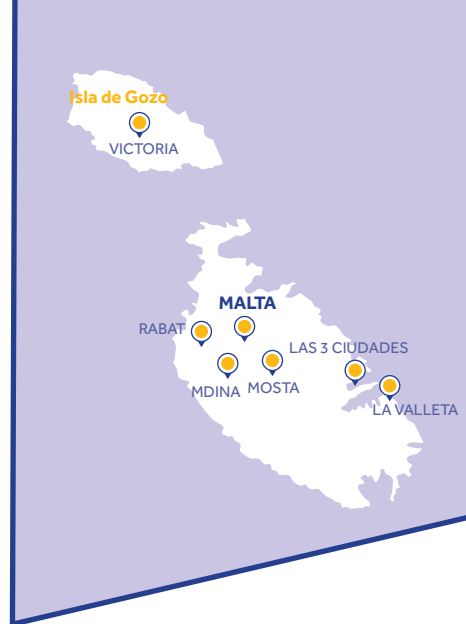 Isla de Gozo
VICTORIA
MALTA
RABAT
LAS 3 CIUDADES
MDINA
MOSTA
LA VALLETA